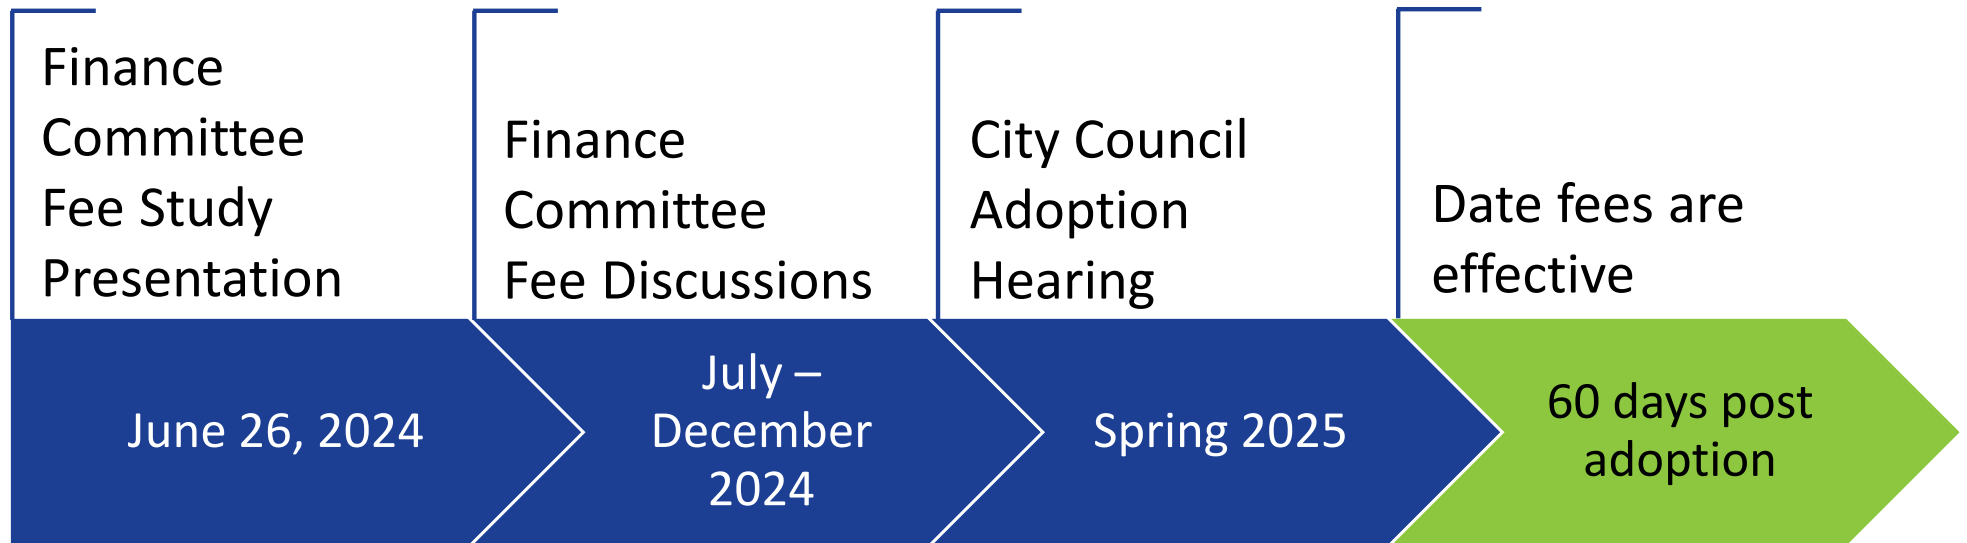 Finance
Committee
Fee Study
Presentation
June 26, 2024
Finance
Committee
Fee Discussions
July –
December
2024
City Council
Adoption
Hearing
Spring 2025
Date fees are
effective
60 days post
adoption